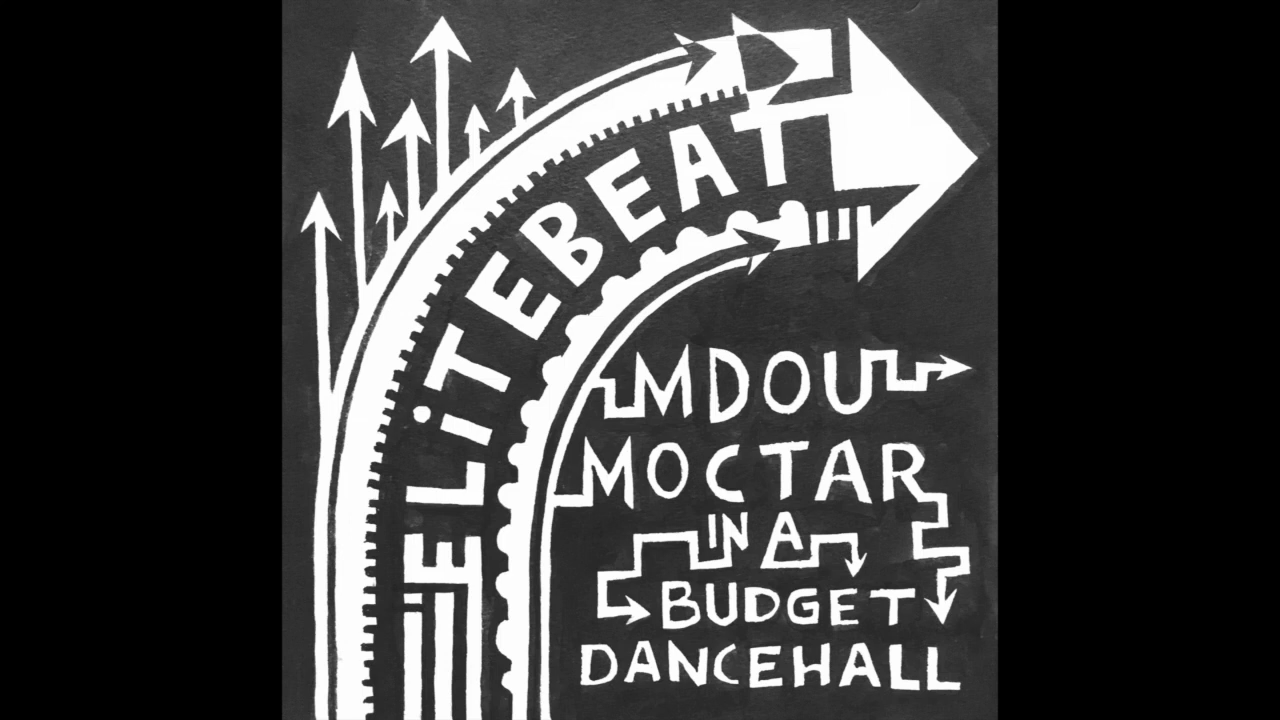 ELiTEBEAT
MDOU
MOCTAR
IN A
BUDGET
DANCEHALL